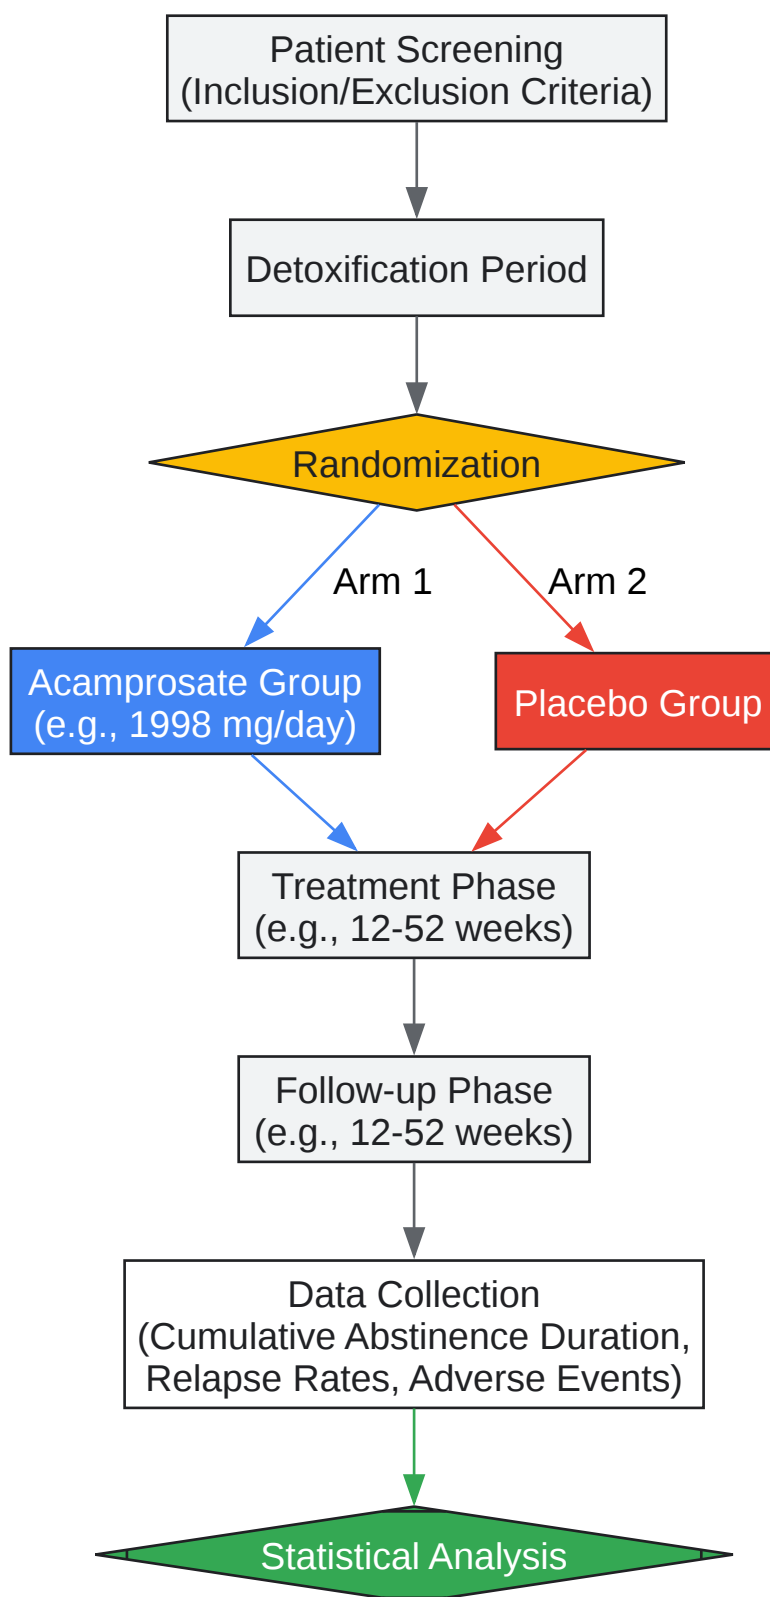 Patient Screening
(Inclusion/Exclusion Criteria)
Detoxification Period
Randomization
Arm 1
Arm 2
Acamprosate Group
(e.g., 1998 mg/day)
Placebo Group
Treatment Phase
(e.g., 12-52 weeks)
Follow-up Phase
(e.g., 12-52 weeks)
Data Collection
(Cumulative Abstinence Duration,
Relapse Rates, Adverse Events)
Statistical Analysis